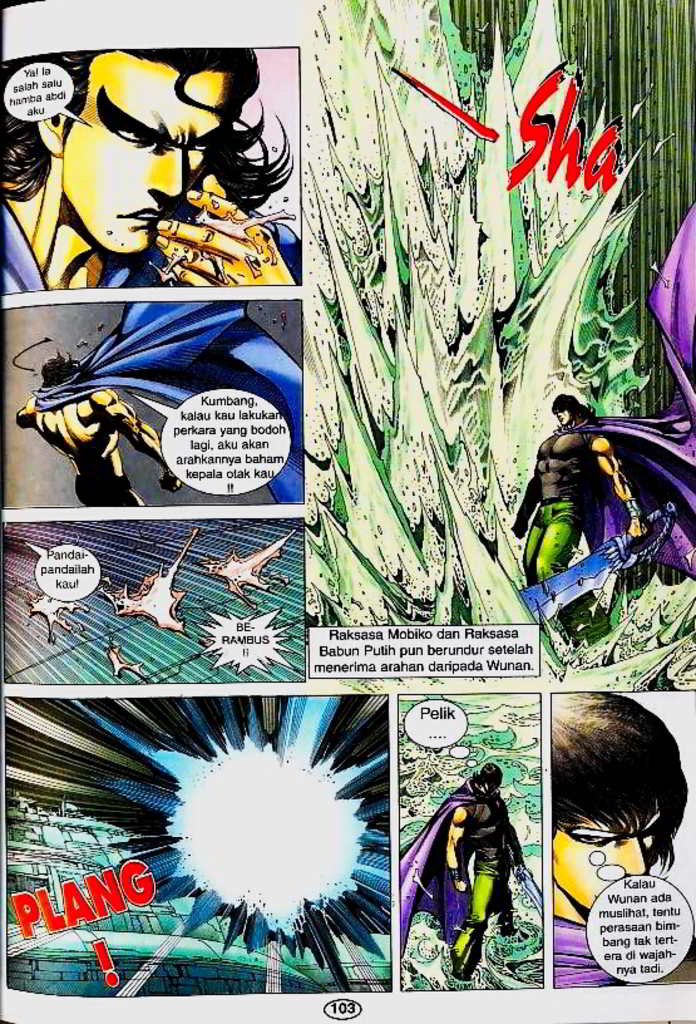 Ya! Ia
salah satu
hamba abdi
aku
Kumbang,
kalau kau lakukan
perkara yang bodoh
lagi, aku akan
arahkannya baham
kepala otak kau
!!
Pandai-
pandailah
kau!
BE-
RAMBUS
!!
Sha
Raksasa Mobiko dan Raksasa
Babun Putih pun berundur setelah
menerima arahan daripada Wunan.
PLANG
!
Pelik
....
Kalau
Wunan ada
muslihat, tentu
perasaan bim-
bang tak tert-
era di wajah-
nya tadi.
103